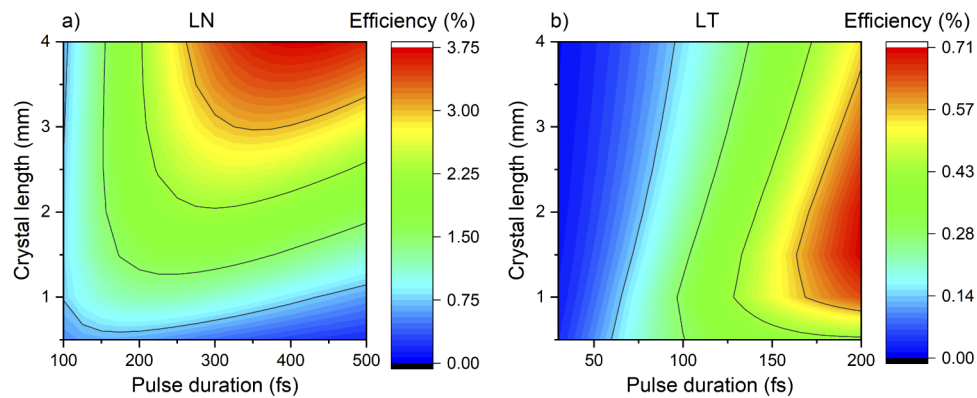 a) LN Efficiency (%)
4
3
2
1
Crystal length (mm)
100 200 300 400 500
Pulse duration (fs)
3.75
3.00
2.25
1.50
0.75
0.00
b) LT Efficiency (%)
4
3
2
1
Crystal length (mm)
50 100 150 200
Pulse duration (fs)
0.71
0.57
0.43
0.28
0.14
0.00